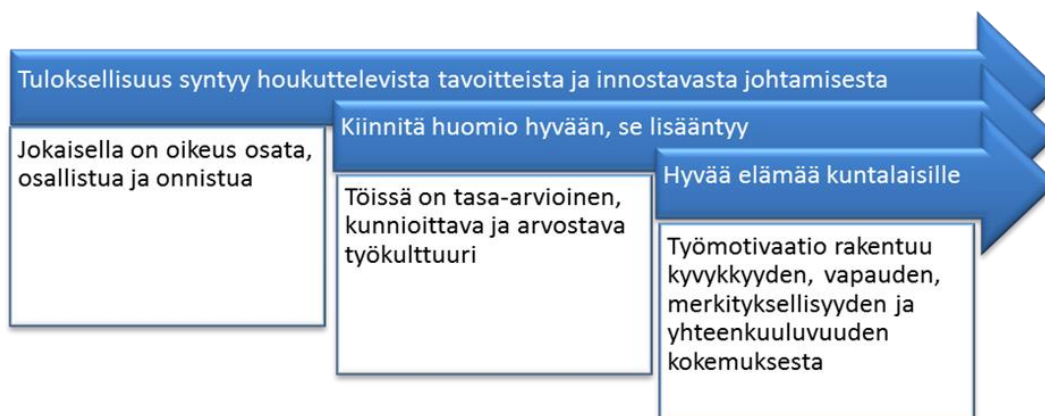 Tuloksellisuus syntyy houkuttelevista tavoitteista ja innostavasta johtamisesta
Jokaisella on oikeus osata,
osallistua ja onnistua
Kiinnitä huomio hyvään, se lisääntyy
Töissä on tasa-arvioinen,
kunnioittava ja arvostava
työkulttuuri
Hyvää elämää kuntalaisille
Työmotivaatio rakentuu
kyvykkyyden, vapauden,
merkityksellisyyden ja
yhteenkuuluvuuden
kokemuksesta